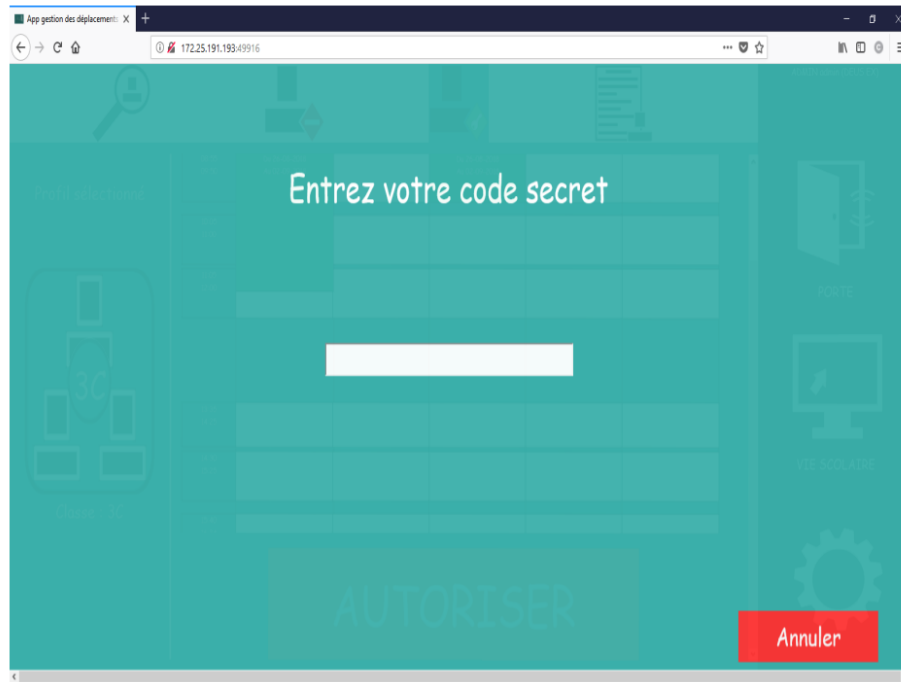 App gestion des déplacement:
172.25.191.193:49916
Profil sélectionné
Entrez votre code secret
PORTE
3C
VIE SCOLAIRE
Classe 3C
AUTORISER
Annuler